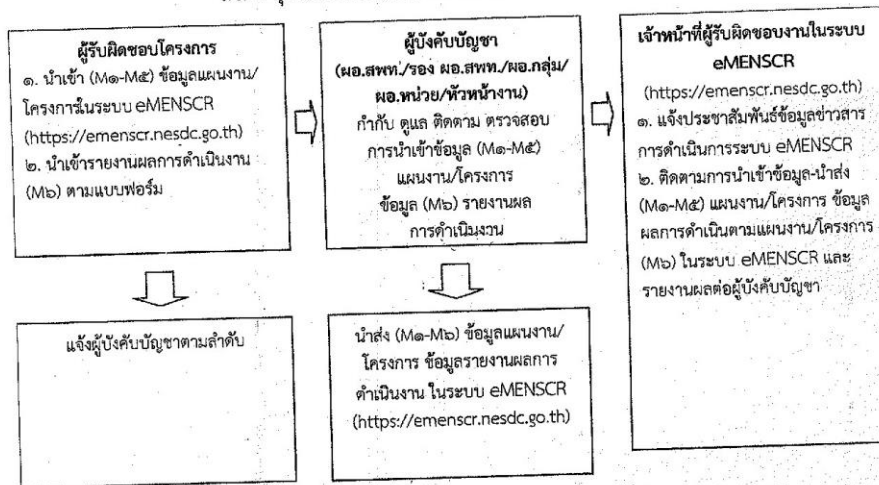 ผู้รับผิดชอบโครงการ
๑. นำเข้า (M๑-M๕) ข้อมูลแผนงาน/
โครงการในระบบ eMENSCR
(https://emenscr.nesdc.go.th)
๒. นำเข้ารายงานผลการดำเนินงาน
(M๖) ตามแบบฟอร์ม
ผู้บังคับบัญชา
(ผอ.สพท./รอง ผอ.สพท./ผอ.กลุ่ม/
ผอ.หน่วย/หัวหน้างาน)
กำกับ ดูแล ติดตาม ตรวจสอบ
การนำเข้าข้อมูล (M๑-M๕)
แผนงาน/โครงการ
ข้อมูล (M๖) รายงานผล
การดำเนินงาน
เจ้าหน้าที่ผู้รับผิดชอบงานในระบบ
eMENSCR
(https://emenscr.nesdc.go.th)
๑. แจ้งประชาสัมพันธ์ข้อมูลข่าวสาร
การดำเนินการระบบ eMENSCR
๒. ติดตามการนำเข้าข้อมูล-นำส่ง
(M๑-M๕) แผนงาน/โครงการ ข้อมูล
ผลการดำเนินตามแผนงาน/โครงการ
(M๖) ในระบบ eMENSCR และ
รายงานผลต่อผู้บังคับบัญชา
แจ้งผู้บังคับบัญชาตามลำดับ
นำส่ง (M๑-M๖) ข้อมูลแผนงาน/
โครงการ ข้อมูลรายงานผลการ
ดำเนินงาน ในระบบ eMENSCR
(https://emenscr.nesdc.go.th)